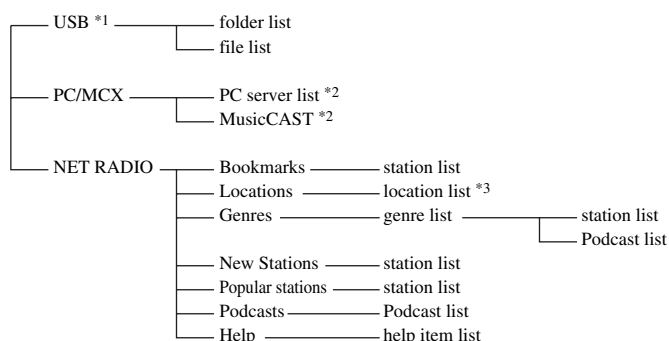 USB *1 folder list
file list
PC/MCX PC server list *2
MusicCAST *2
NET RADIO Bookmarks station list
Locations location list *3
Genres genre list station list
Podcast list
New Stations station list
Popular stations station list
Podcasts Podcast list
Help help item list